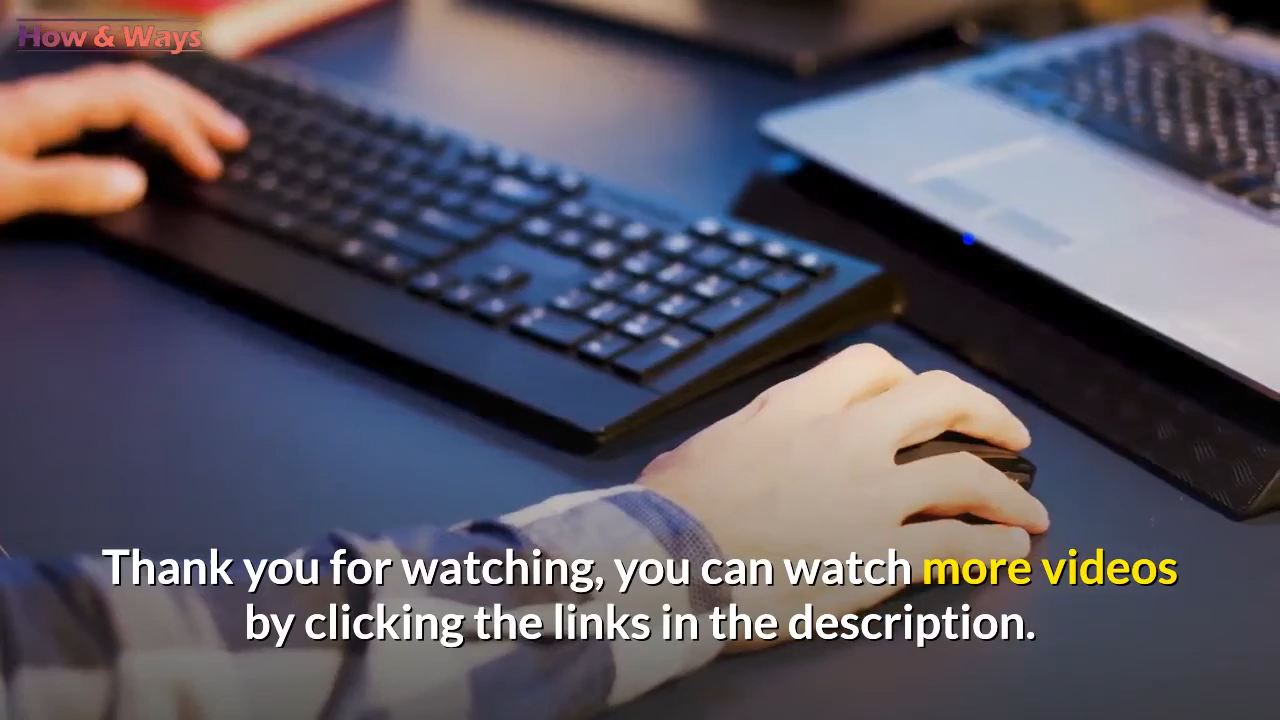 How & Ways
Thank you for watching, you can watch more videos
by clicking the links in the description.